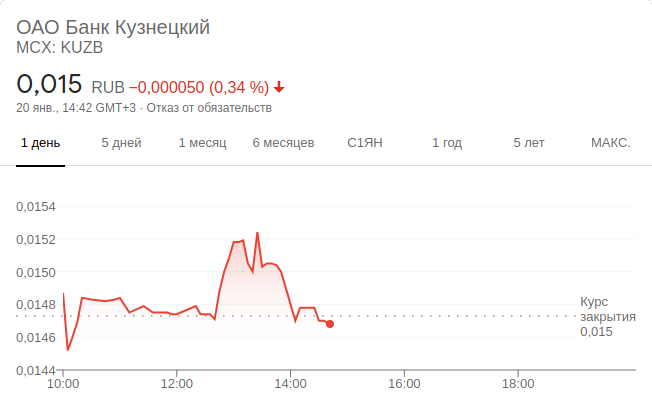 ОАО Банк Кузнецкий
MCX: KUZB
0,015 RUB −0,000050 (0,34 %)
20 янв., 14:42 GMT+3 · Отказ от обязательств
1 день 5 дней 1 месяц 6 месяцев С1ЯН 1 год 5 лет МАКС.
0,0154
0,0152
0,0150
0,0148
0,0146
0,0144
Курс
закрытия
0,015
10:00 12:00 14:00 16:00 18:00